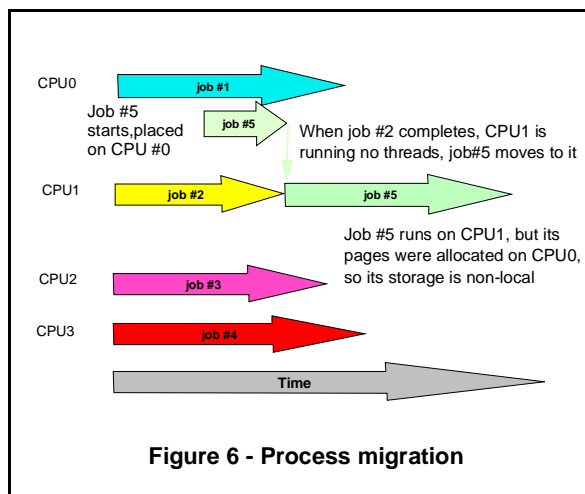 CPU0
job #1
Job #5
starts,placed
on CPU #0
job #5
When job #2 completes, CPU1 is
running no threads, job#5 moves to it
CPU1
job #2
job #5
Job #5 runs on CPU1, but its
pages were allocated on CPU0,
so its storage is non-local
CPU2
job #3
CPU3
job #4
Time
Figure 6 - Process migration